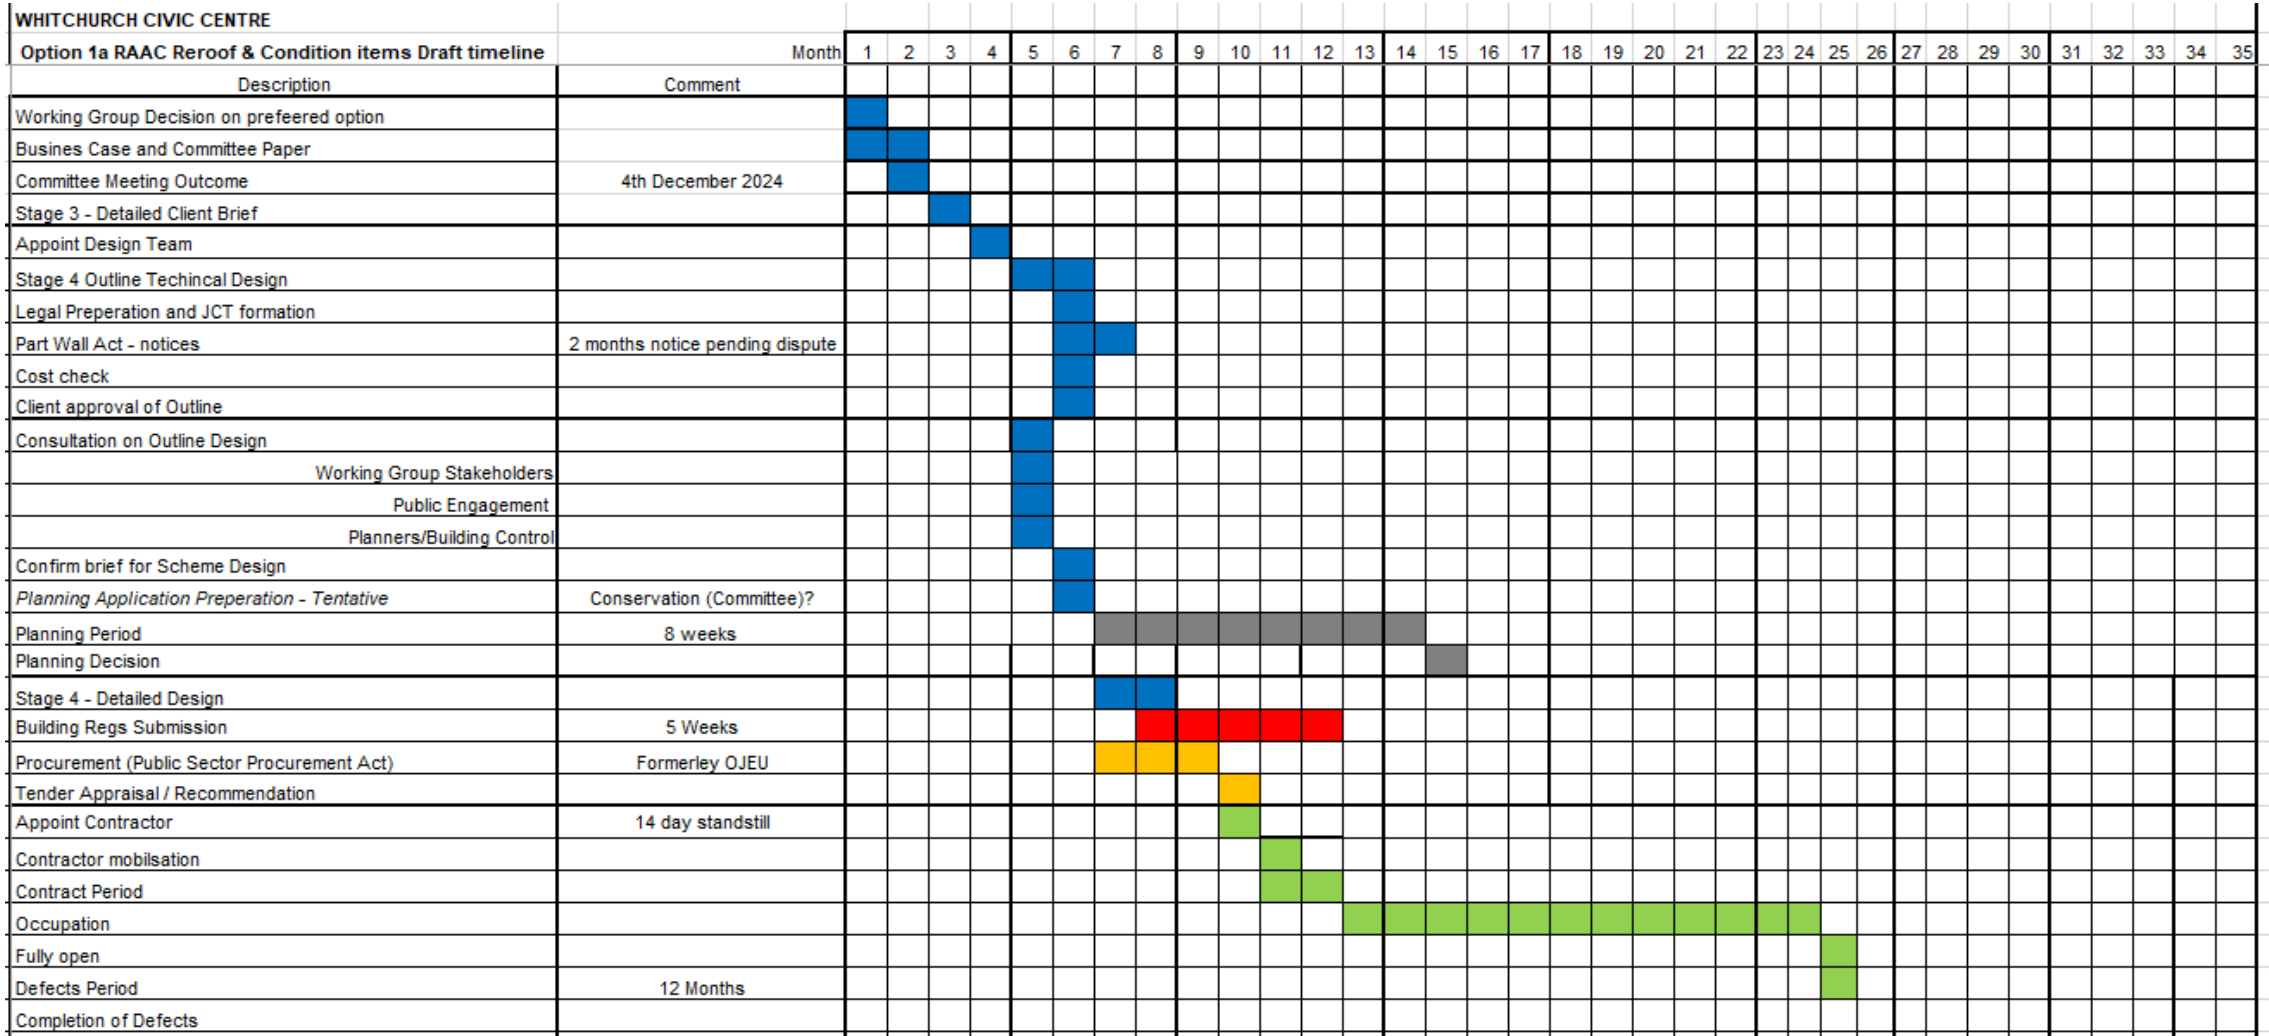 WHITCHURCH CIVIC CENTRE
Option 1a RAAC Reroof & Condition items Draft timeline Month 1 2 3 4 5 6 7 8 9 10 11 12 13 14 15 16 17 18 19 20 21 22 23 24 25 26 27 28 29 30 31 32 33 34 35
Description Comment
Working Group Decision on prefeered option
Busines Case and Committee Paper
Committee Meeting Outcome 4th December 2024
Stage 3 - Detailed Client Brief
Appoint Design Team
Stage 4 Outline Techincal Design
Legal Preperation and JCT formation
Part Wall Act - notices 2 months notice pending dispute
Cost check
Client approval of Outline
Consultation on Outline Design
Working Group Stakeholders
Public Engagement
Planners/Building Control
Confirm brief for Scheme Design
Planning Application Preperation - Tentative Conservation (Committee)?
Planning Period 8 weeks
Planning Decision
Stage 4 - Detailed Design
Building Regs Submission 5 Weeks
Procurement (Public Sector Procurement Act) Formerley OJEU
Tender Appraisal / Recommendation
Appoint Contractor 14 day standstill
Contractor mobilsation
Contract Period
Occupation
Fully open
Defects Period 12 Months
Completion of Defects